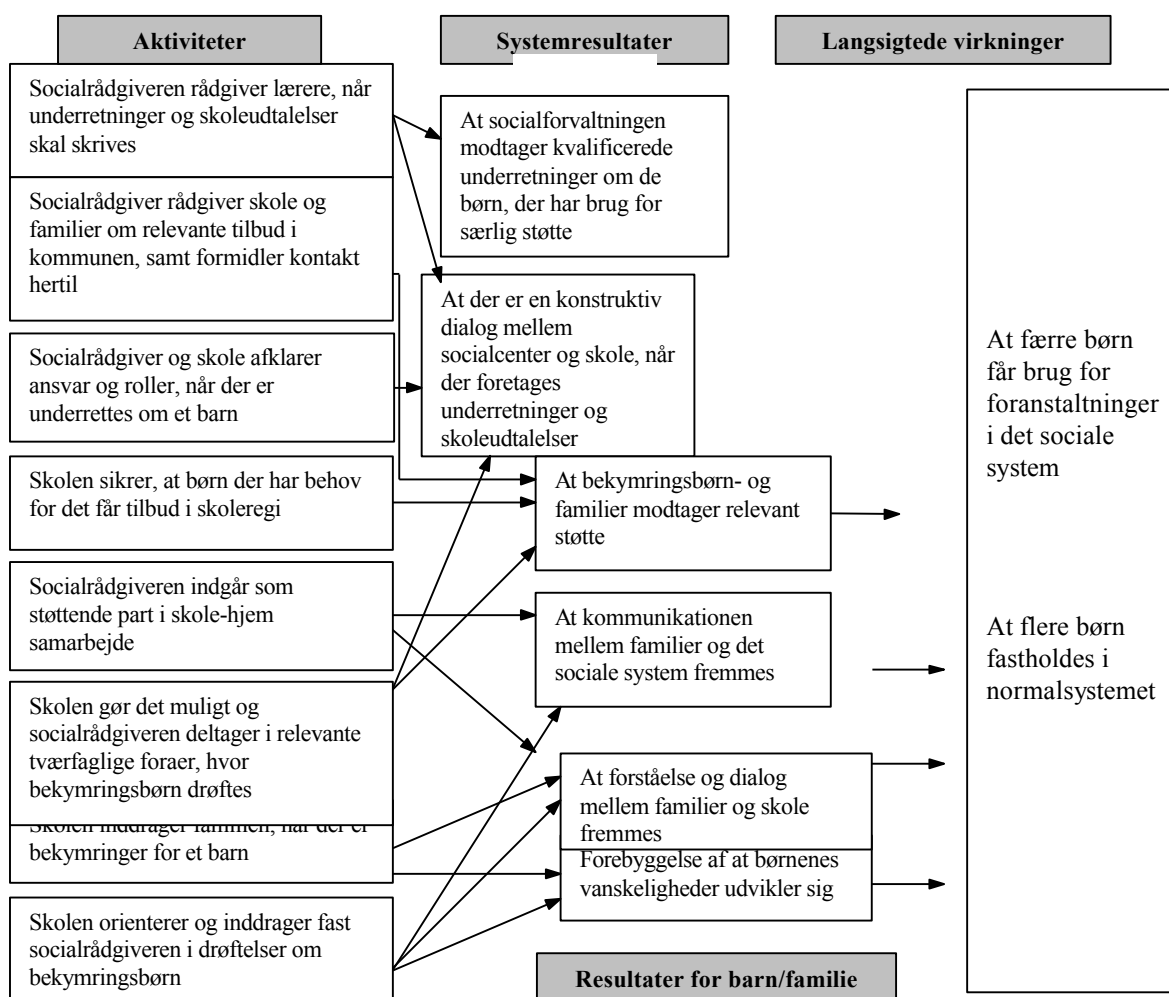 Aktiviteter
Systemresultater
Langsigtede virkninger
Socialrådgiveren rådgiver lærere, når
underretninger og skoleudtalelser
skal skrives
Socialrådgiver rådgiver skole og
familier om relevante tilbud i
kommunen, samt formidler kontakt
hertil
Socialrådgiver og skole afklarer
ansvar og roller, når der er
underrettes om et barn
Skolen sikrer, at børn der har behov
for det får tilbud i skoleregi
Socialrådgiveren indgår som
støttende part i skole-hjem
samarbejde
Skolen gør det muligt og
socialrådgiveren deltager i relevante
tværfaglige foraer, hvor
bekymringsbørn drøftes
Skolen inddrager familien, når der er
bekymringer for et barn
Skolen orienterer og inddrager fast
socialrådgiveren i drøftelser om
bekymringsbørn
At socialforvaltningen
modtager kvalificerede
underretninger om de
børn, der har brug for
særlig støtte
At der er en konstruktiv
dialog mellem
socialcenter og skole, når
der foretages
underretninger og
skoleudtalelser
At bekymringsbørn- og
familier modtager relevant
støtte
At kommunikationen
mellem familier og det
sociale system fremmes
At forståelse og dialog
mellem familier og skole
fremmes
Forebyggelse af at børnenes
vanskeligheder udvikler sig
Resultater for barn/familie
At færre børn
får brug for
foranstaltninger
i det sociale
system
At flere børn
fastholdes i
normalsystemet